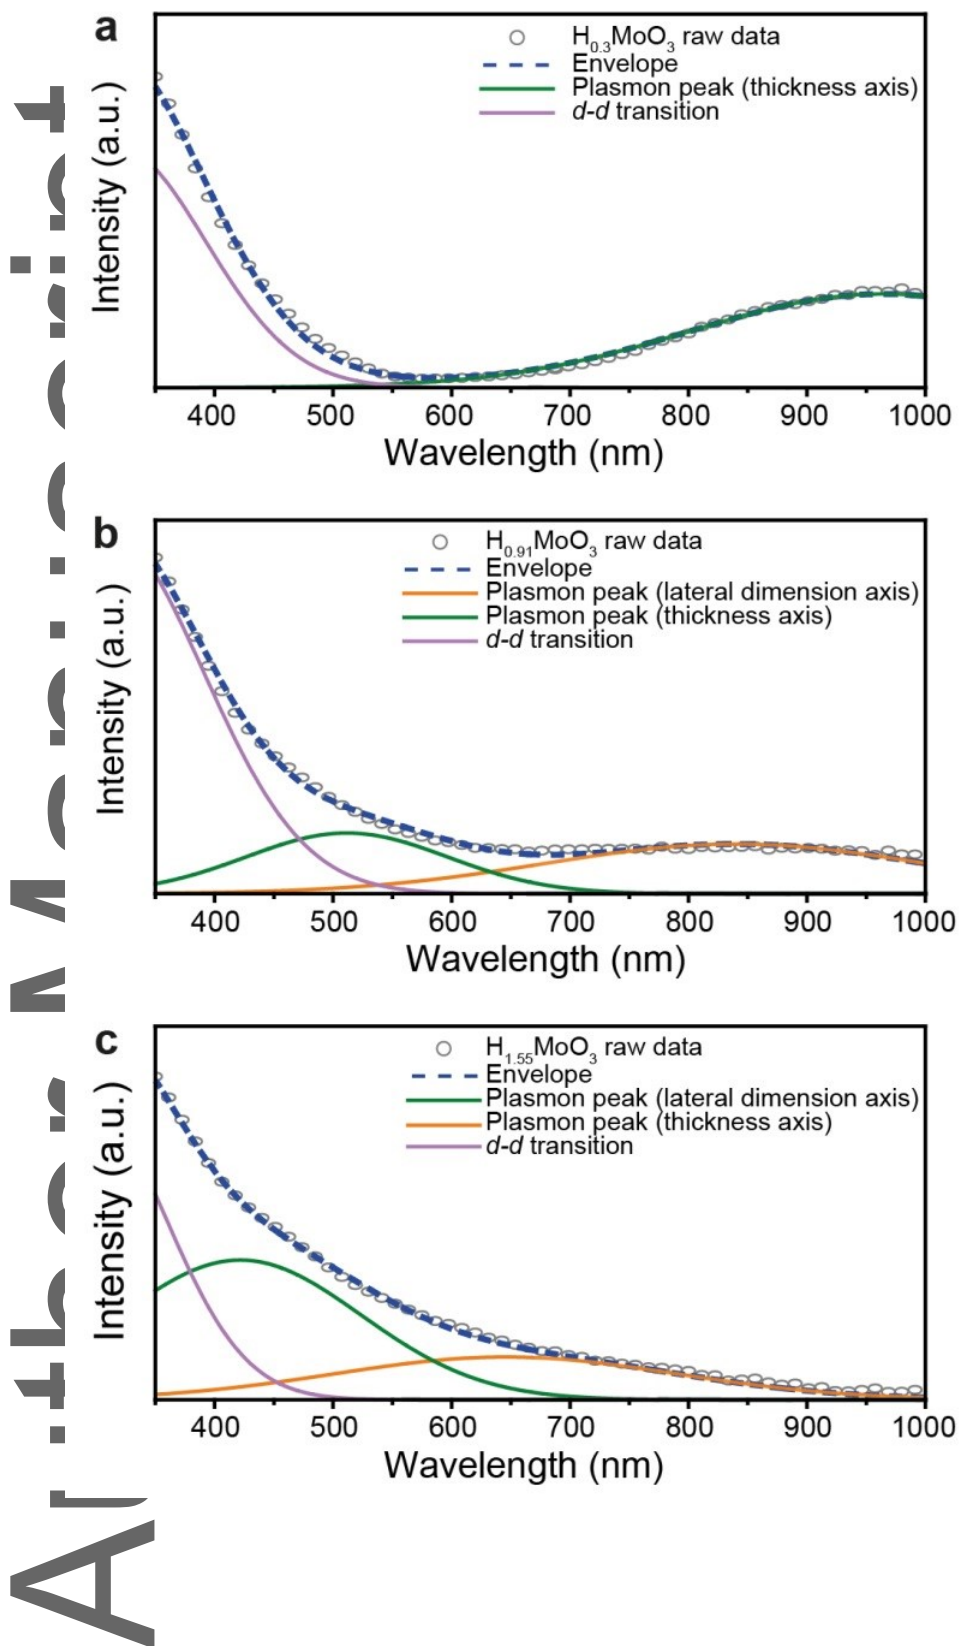 a
H0.3MoO3 raw data
Envelope
Plasmon peak (thickness axis)
d-d transition
Intensity (a.u.)
400 500 600 700 800 900 1000
Wavelength (nm)
b
H0.91MoO3 raw data
Envelope
Plasmon peak (lateral dimension axis)
Plasmon peak (thickness axis)
d-d transition
Intensity (a.u.)
400 500 600 700 800 900 1000
Wavelength (nm)
c
H1.55MoO3 raw data
Envelope
Plasmon peak (lateral dimension axis)
Plasmon peak (thickness axis)
d-d transition
Intensity (a.u.)
400 500 600 700 800 900 1000
Wavelength (nm)
Author Manuscript